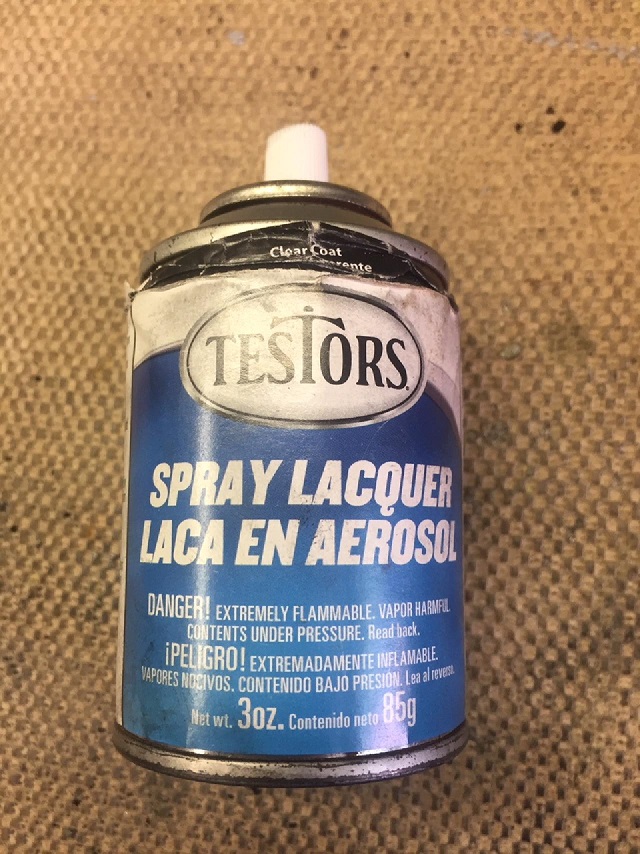 Clear Coat
TESTORS
SPRAY LACQUER
LACA EN AEROSOL
DANGER! EXTREMELY FLAMMABLE. VAPOR HARMFUL.
CONTENTS UNDER PRESSURE. Read back.
¡PELIGRO! EXTREMADAMENTE INFLAMABLE.
VAPORES NOCIVOS. CONTENIDO BAJO PRESIÓN. Lea al reverso.
Net wt. 3oz. Contenido neto 85g